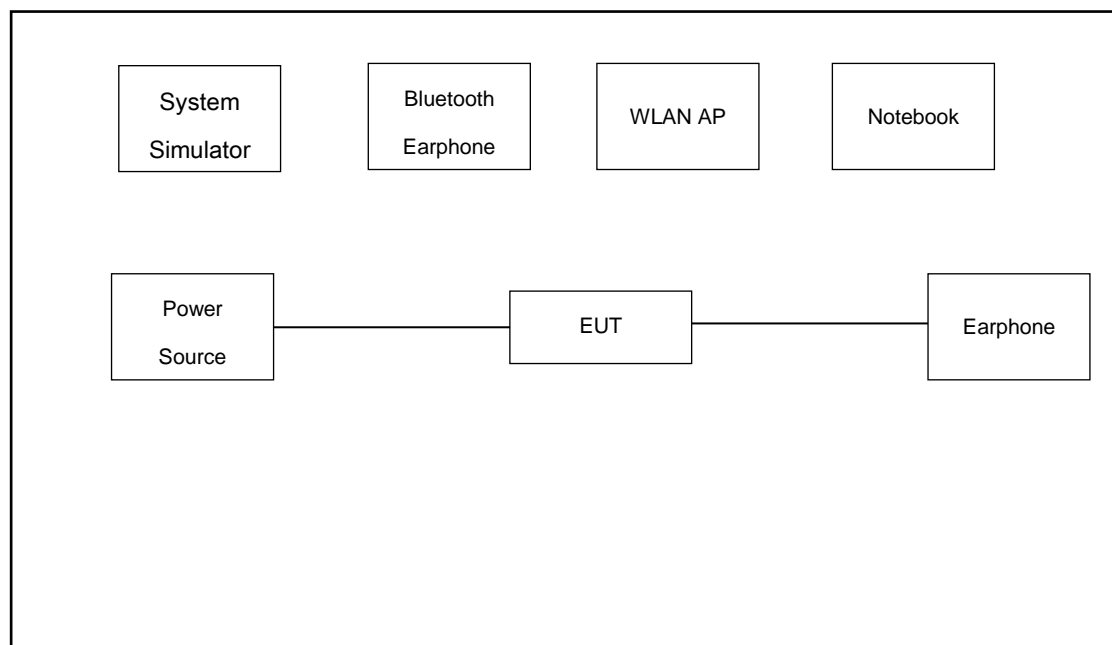 System
Simulator
Bluetooth
Earphone
WLAN AP
Notebook
Power
Source
EUT
Earphone